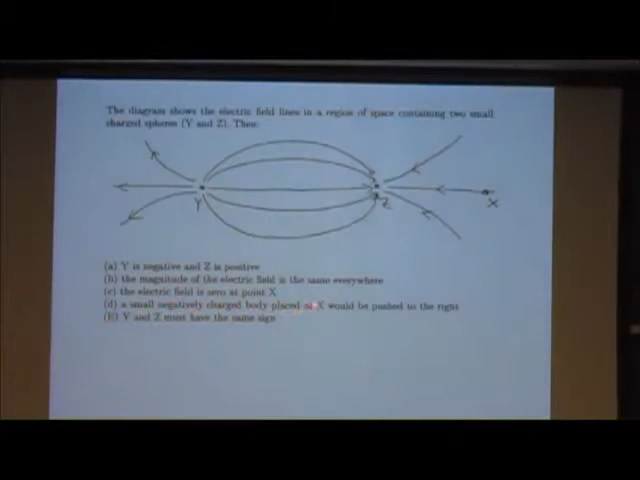 The diagram shows the electric field lines in a region of space containing two small
charged spheres (Y and Z). Then:
Y
Z
X
(a) Y is negative and Z is positive
(b) the magnitude of the electric field is the same everywhere
(c) the electric field is zero at point X
(d) a small negatively charged body placed at X would be pushed to the right
(E) Y and Z must have the same sign